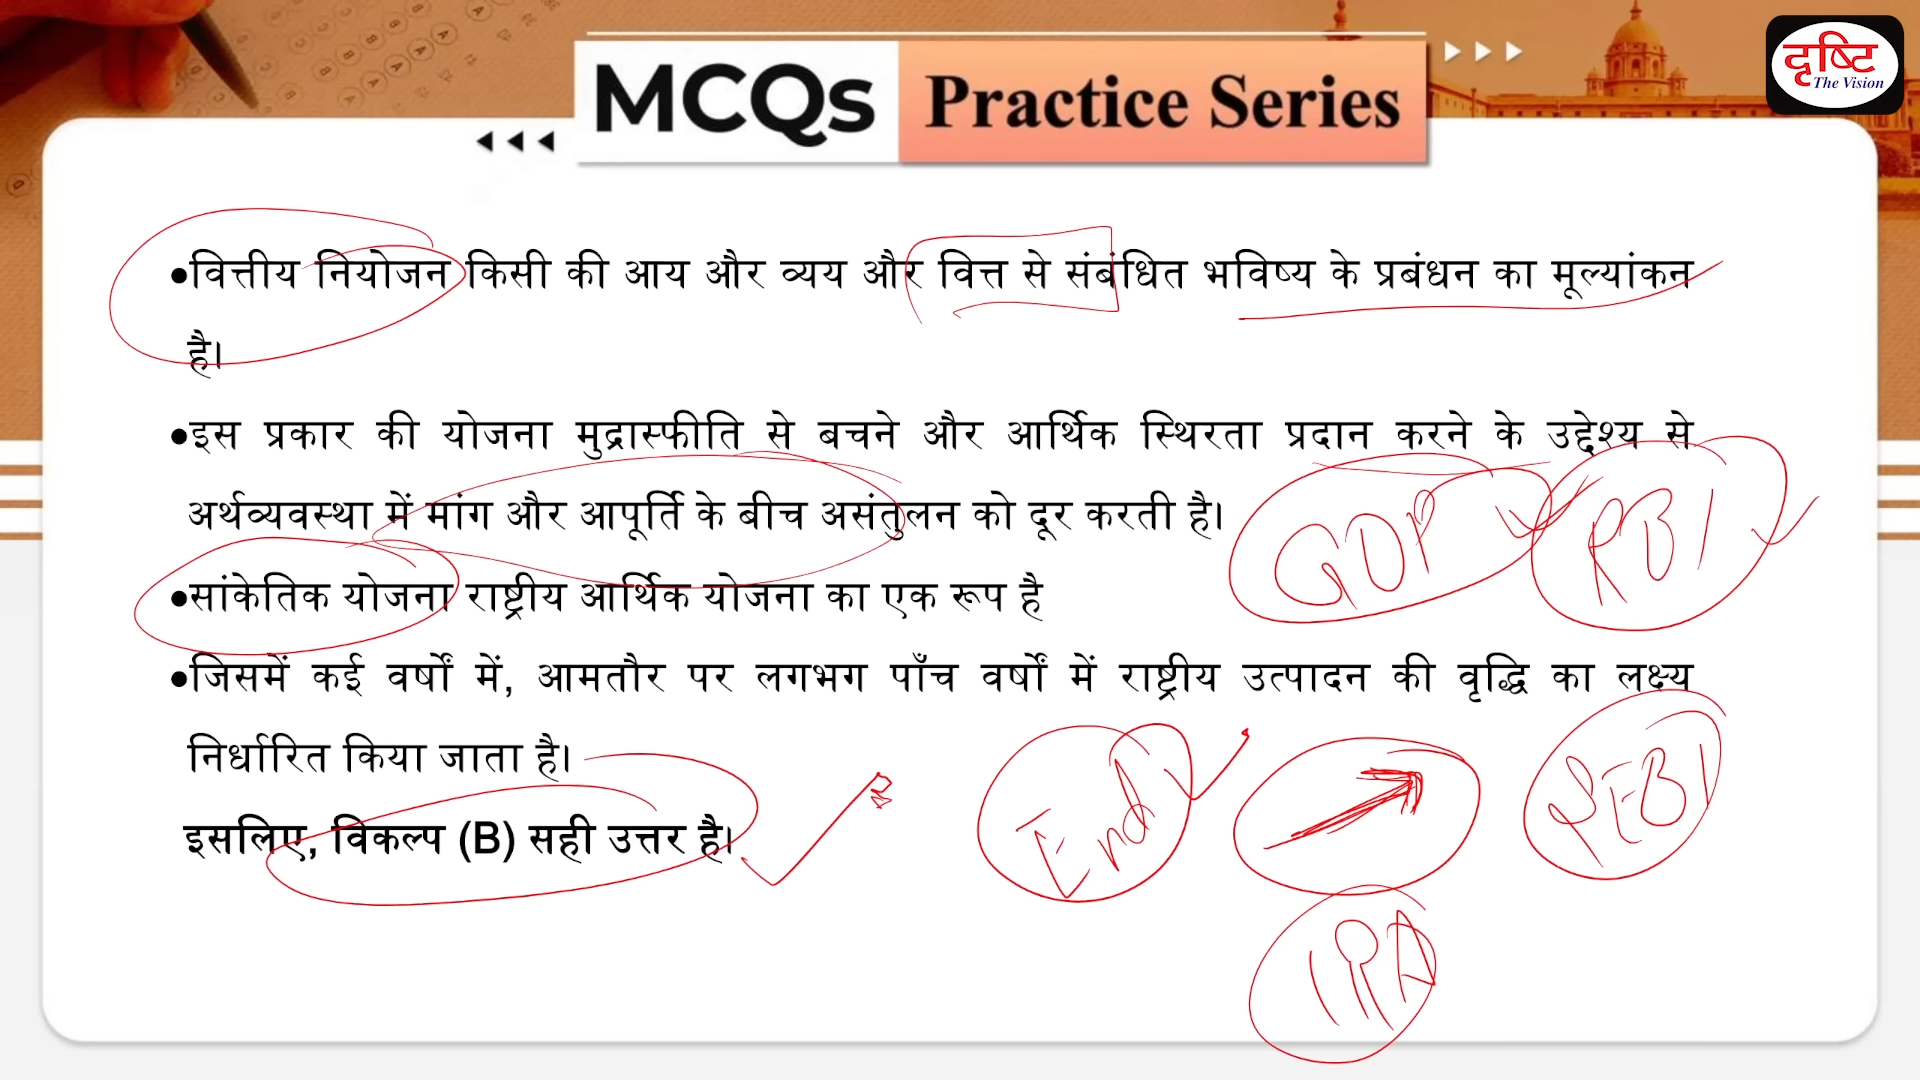 MCQs Practice Series
दृष्टि
The Vision
•वित्तीय नियोजन किसी की आय और व्यय और वित्त से संबंधित भविष्य के प्रबंधन का मूल्यांकन
है।
•इस प्रकार की योजना मुद्रास्फीति से बचने और आर्थिक स्थिरता प्रदान करने के उद्देश्य से
अर्थव्यवस्था में मांग और आपूर्ति के बीच असंतुलन को दूर करती है।
GDP RBI
•सांकेतिक योजना राष्ट्रीय आर्थिक योजना का एक रूप है
•जिसमें कई वर्षों में, आमतौर पर लगभग पाँच वर्षों में राष्ट्रीय उत्पादन की वृद्धि का लक्ष्य
निर्धारित किया जाता है।
इसलिए, विकल्प (B) सही उत्तर है।
End